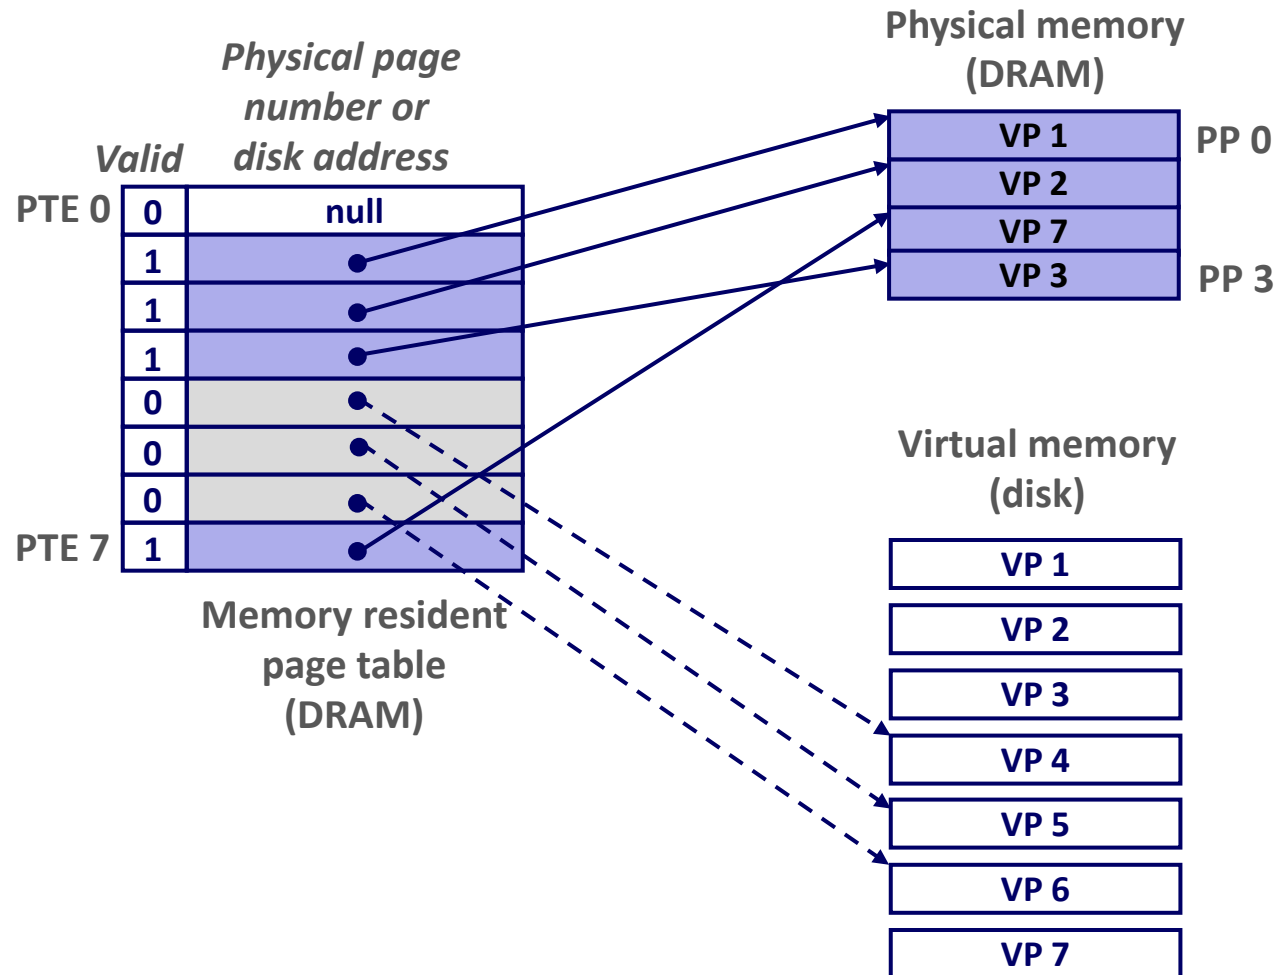 Physical page
number or
disk address
Valid
PTE 0
0
null
1
1
1
0
0
0
PTE 7
1
Memory resident
page table
(DRAM)
Physical memory
(DRAM)
VP 1
PP 0
VP 2
VP 7
VP 3
PP 3
Virtual memory
(disk)
VP 1
VP 2
VP 3
VP 4
VP 5
VP 6
VP 7